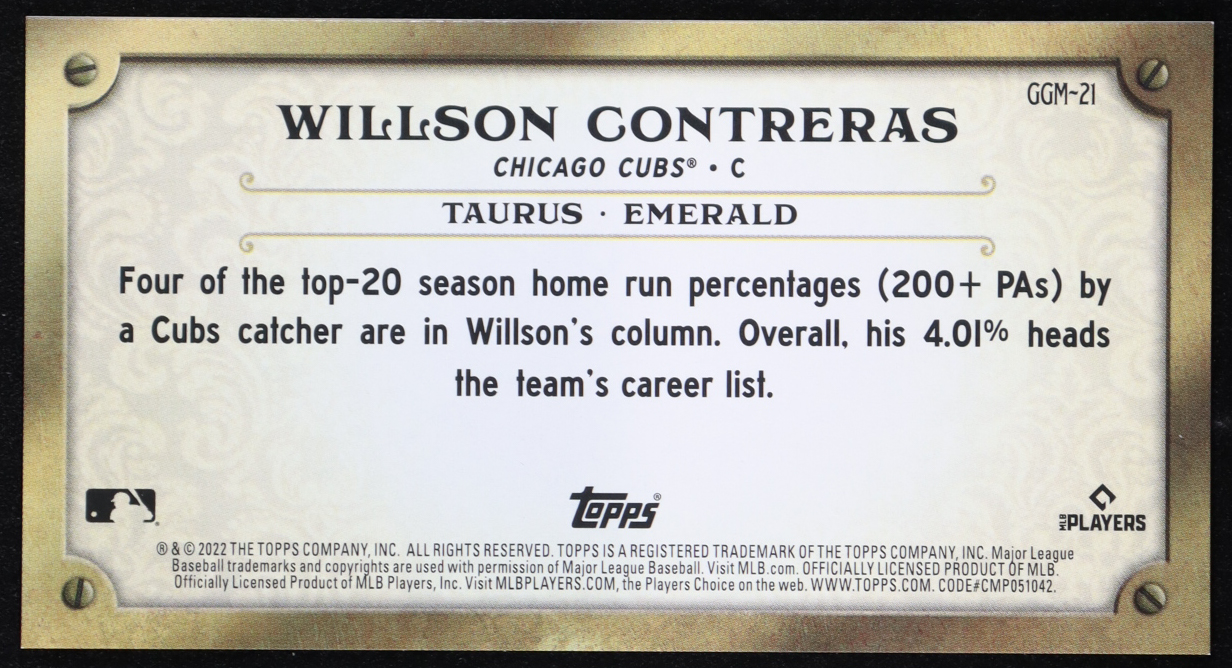 GGM~21
WILLSON CONTRERAS
CHICAGO CUBS® • C
TAURUS · EMERALD
Four of the top-20 season home run percentages (200+ PAs) by
a Cubs catcher are in Willson's column. Overall, his 4.01% heads
the team's career list.
topps®
MLB PLAYERS
® & © 2022 THE TOPPS COMPANY, INC. ALL RIGHTS RESERVED. TOPPS IS A REGISTERED TRADEMARK OF THE TOPPS COMPANY, INC. Major League
Baseball trademarks and copyrights are used with permission of Major League Baseball. Visit MLB.com. OFFICIALLY LICENSED PRODUCT OF MLB.
Officially Licensed Product of MLB Players, Inc. Visit MLBPLAYERS.COM, the Players Choice on the web. WWW.TOPPS.COM. CODE#CMP051042.